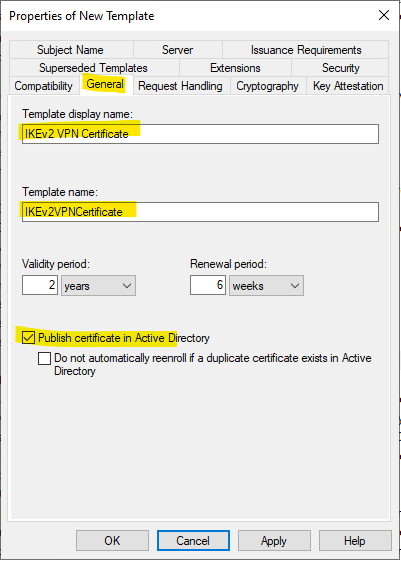 Properties of New Template
Subject Name Server Issuance Requirements
Superseded Templates Extensions Security
Compatibility General Request Handling Cryptography Key Attestation
Template display name:
IKEv2 VPN Certificate
Template name:
IKEv2VPNCertificate
Validity period: Renewal period:
2 years 6 weeks
Publish certificate in Active Directory
Do not automatically reenroll if a duplicate certificate exists in Active
Directory
OK Cancel Apply Help